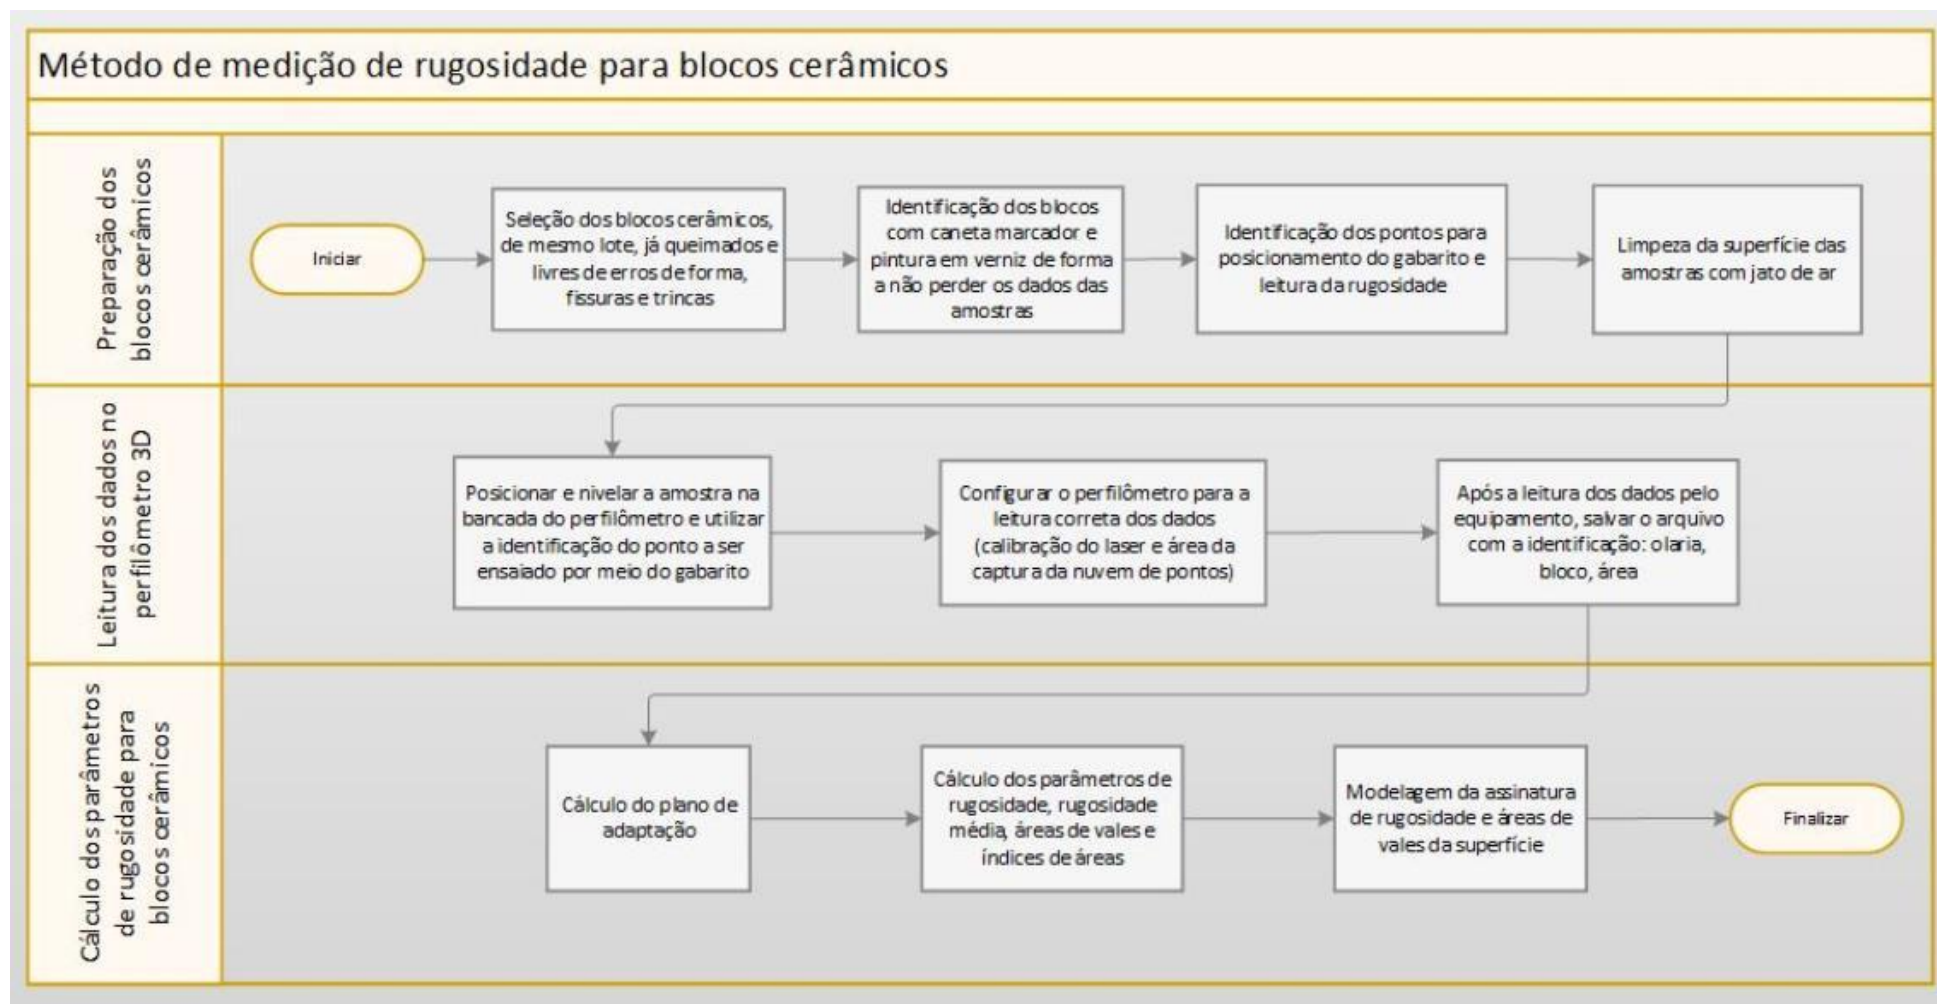 Método de medição de rugosidade para blocos cerâmicos
Preparação dos
blocos cerâmicos
Iniciar
Seleção dos blocos cerâmicos,
de mesmo lote, já queimados e
livres de erros de forma,
fissuras e trincas
Identificação dos blocos
com caneta marcador e
pintura em verniz de forma
a não perder os dados das
amostras
Identificação dos pontos para
posicionamento do gabarito e
leitura da rugosidade
Limpeza da superfície das
amostras com jato de ar
Leitura dos dados no
perfilômetro 3D
Posicionar e nivelar a amostra na
bancada do perfilômetro e utilizar
a identificação do ponto a ser
ensaiado por meio do gabarito
Configurar o perfilômetro para a
leitura correta dos dados
(calibração do laser e área da
captura da nuvem de pontos)
Após a leitura dos dados pelo
equipamento, salvar o arquivo
com a identificação: olaria,
bloco, área
Cálculo dos parâmetros
de rugosidade para
blocos cerâmicos
Cálculo do plano de
adaptação
Cálculo dos parâmetros de
rugosidade, rugosidade
média, áreas de vales e
índices de áreas
Modelagem da assinatura
de rugosidade e áreas de
vales da superfície
Finalizar